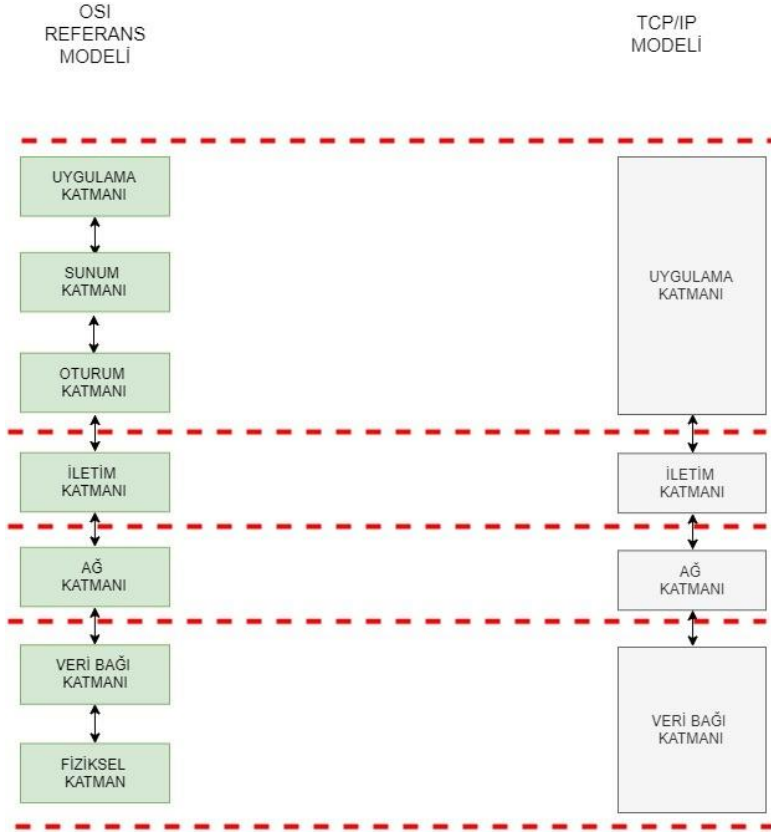 OSI
REFERANS
MODELİ
TCP/IP
MODELİ
UYGULAMA
KATMANI
SUNUM
KATMANI
OTURUM
KATMANI
İLETİM
KATMANI
AĞ
KATMANI
VERİ BAĞI
KATMANI
FİZİKSEL
KATMAN
UYGULAMA
KATMANI
İLETİM
KATMANI
AĞ
KATMANI
VERİ BAĞI
KATMANI